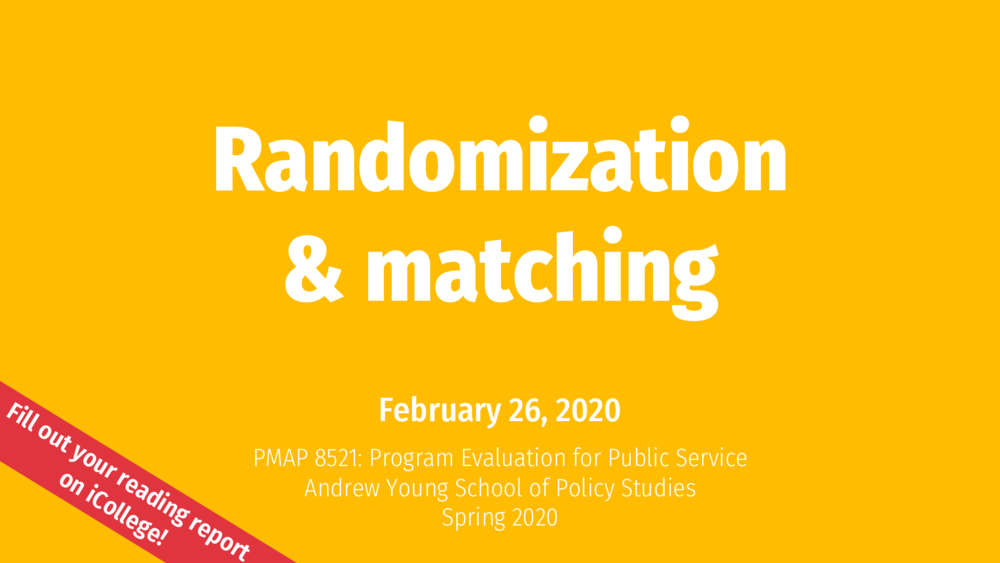 Randomization
& matching
February 26, 2020
PMAP 8521: Program Evaluation for Public Service
Andrew Young School of Policy Studies
Spring 2020
Fill out your reading report
on iCollege!